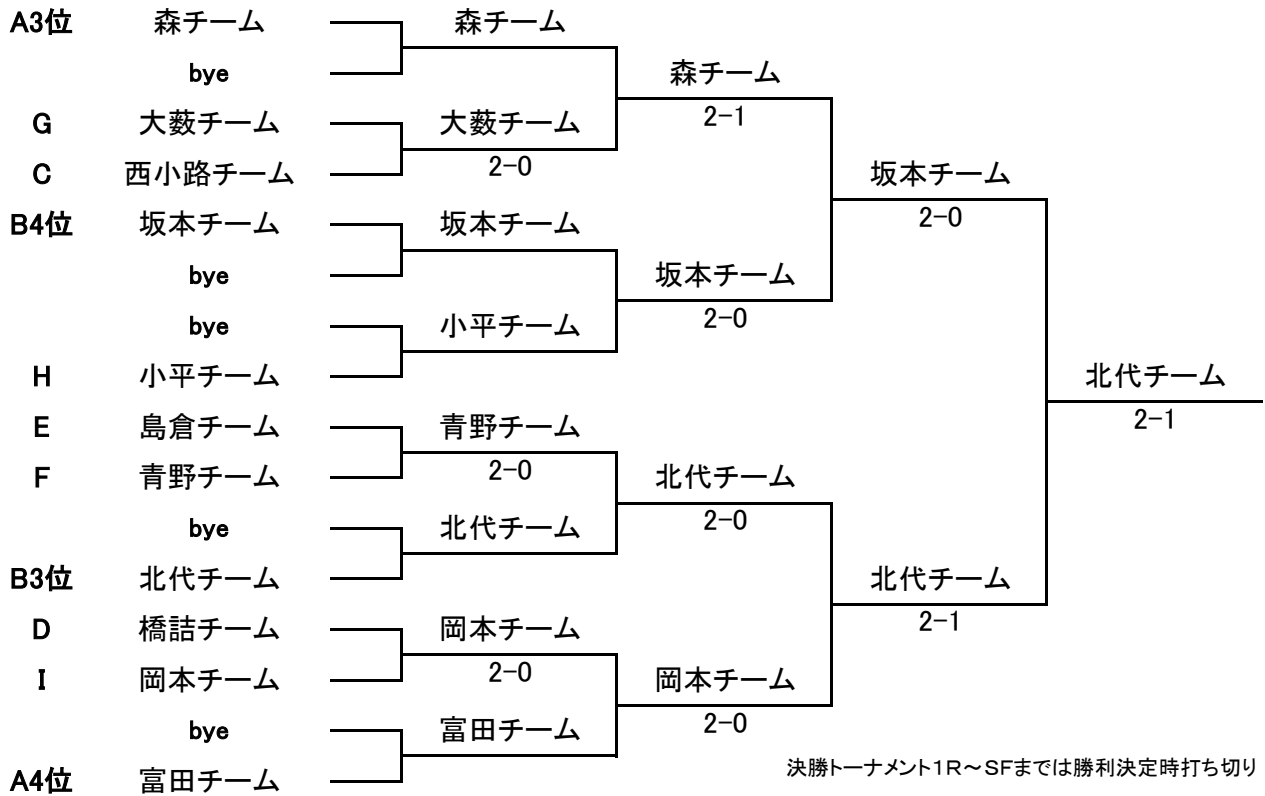 A3位 森チーム 森チーム
bye 森チーム
G 大薮チーム 大薮チーム 2-1
C 西小路チーム 2-0 坂本チーム
B4位 坂本チーム 坂本チーム 2-0
bye 坂本チーム
bye 小平チーム 2-0
H 小平チーム 北代チーム
E 島倉チーム 青野チーム 2-1
F 青野チーム 2-0 北代チーム
bye 北代チーム 2-0
B3位 北代チーム 北代チーム
D 橋詰チーム 岡本チーム 2-1
I 岡本チーム 2-0 岡本チーム
bye 富田チーム 2-0
A4位 富田チーム
決勝トーナメント1R~SFまでは勝利決定時打ち切り